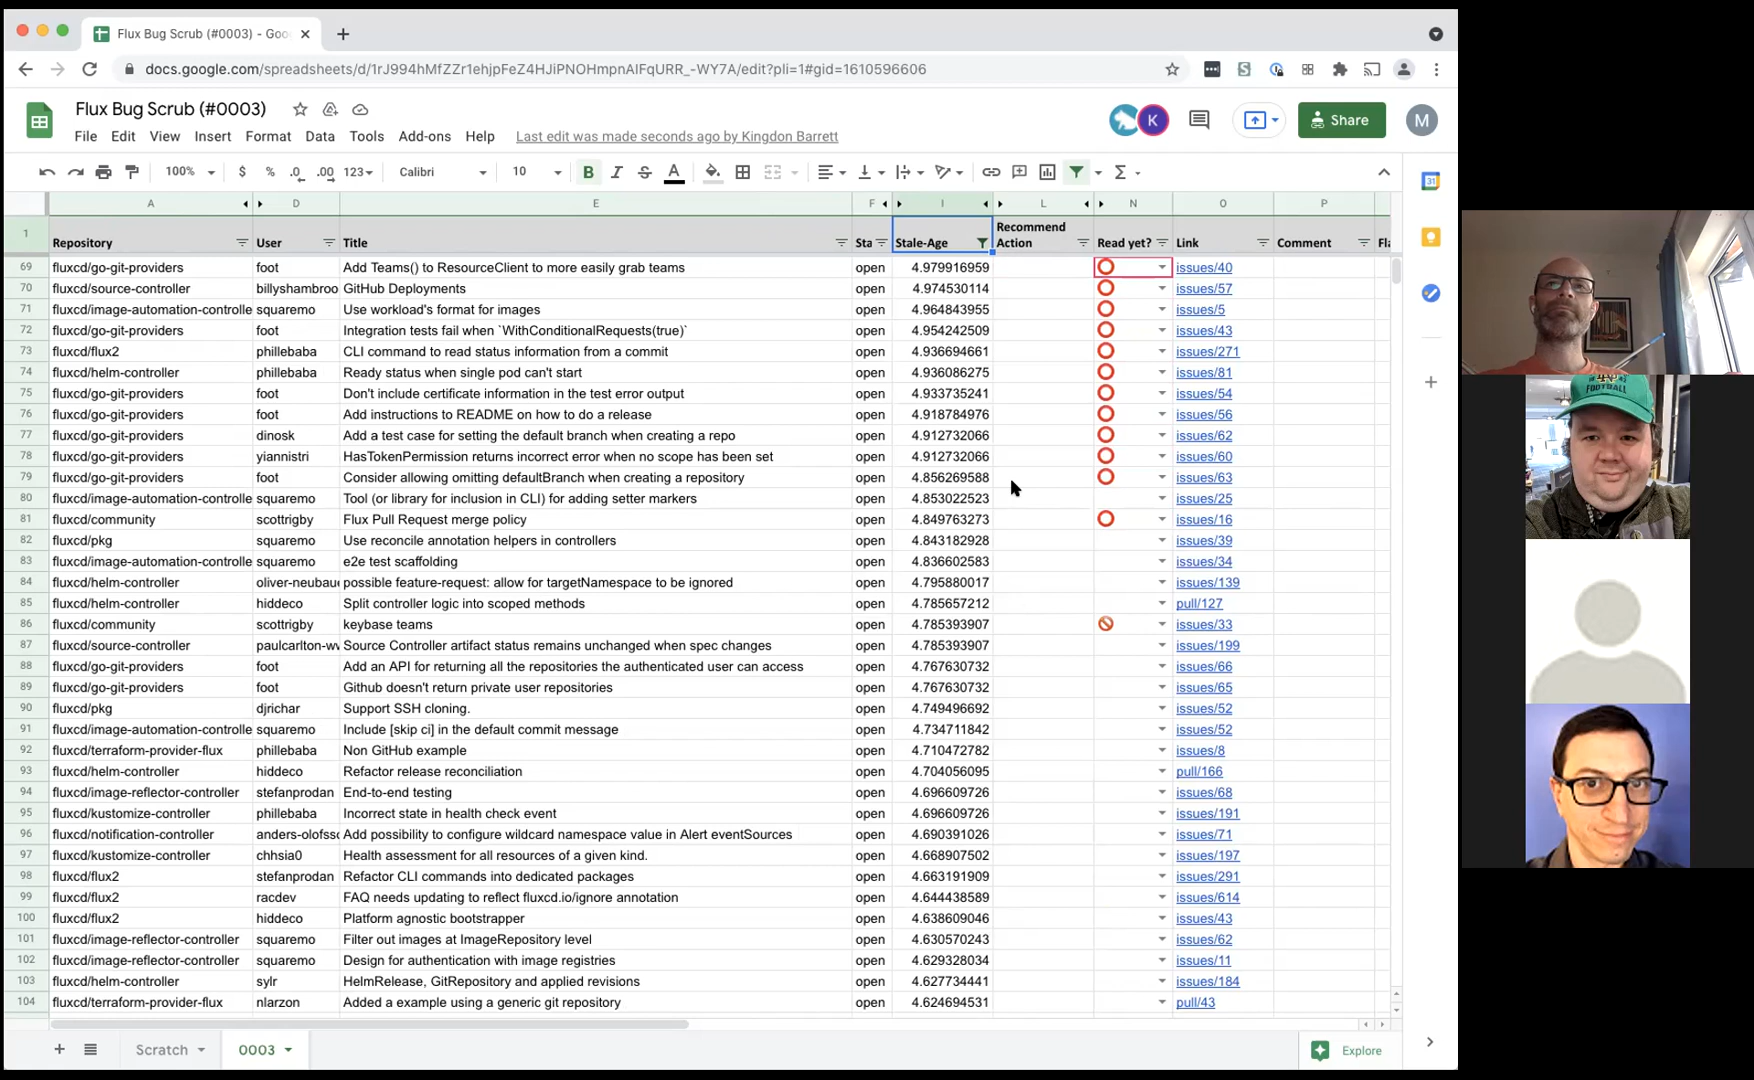 Flux Bug Scrub (#0003) - Goo
docs.google.com/spreadsheets/d/1rJ994hMfZZr1ehjpFeZ4HJiPNOHmpnAIFqURR_-WY7A/edit?pli=1#gid=1610596606
Flux Bug Scrub (#0003)
K
Share
M
File Edit View Insert Format Data Tools Add-ons Help Last edit was made seconds ago by Kingdon Barrett
100% $ % .0 .00 123 Calibri 10 B I S A
31
A D E F I L N O P
1 Repository User Title Sta Stale-Age Recommend Action Read yet? Link Comment Fla
69 fluxcd/go-git-providers foot Add Teams() to ResourceClient to more easily grab teams open 4.979916959 issues/40
70 fluxcd/source-controller billyshambroo GitHub Deployments open 4.974530114 issues/57
71 fluxcd/image-automation-controlle squaremo Use workload's format for images open 4.964843955 issues/5
72 fluxcd/go-git-providers foot Integration tests fail when `WithConditionalRequests(true)` open 4.954242509 issues/43
73 fluxcd/flux2 phillebaba CLI command to read status information from a commit open 4.936694661 issues/271
74 fluxcd/helm-controller phillebaba Ready status when single pod can't start open 4.936086275 issues/81
75 fluxcd/go-git-providers foot Don't include certificate information in the test error output open 4.933735241 issues/54
76 fluxcd/go-git-providers foot Add instructions to README on how to do a release open 4.918784976 issues/56
77 fluxcd/go-git-providers dinosk Add a test case for setting the default branch when creating a repo open 4.912732066 issues/62
78 fluxcd/go-git-providers yiannistri HasTokenPermission returns incorrect error when no scope has been set open 4.912732066 issues/60
79 fluxcd/go-git-providers foot Consider allowing omitting defaultBranch when creating a repository open 4.856269588 issues/63
80 fluxcd/image-automation-controlle squaremo Tool (or library for inclusion in CLI) for adding setter markers open 4.853022523 issues/25
81 fluxcd/community scottrigby Flux Pull Request merge policy open 4.849763273 issues/16
82 fluxcd/pkg squaremo Use reconcile annotation helpers in controllers open 4.843182928 issues/39
83 fluxcd/image-automation-controlle squaremo e2e test scaffolding open 4.836602583 issues/34
84 fluxcd/helm-controller oliver-neubau possible feature-request: allow for targetNamespace to be ignored open 4.795880017 issues/139
85 fluxcd/helm-controller hiddeco Split controller logic into scoped methods open 4.785657212 pull/127
86 fluxcd/community scottrigby keybase teams open 4.785393907 issues/33
87 fluxcd/source-controller paulcarlton-w Source Controller artifact status remains unchanged when spec changes open 4.785393907 issues/199
88 fluxcd/go-git-providers foot Add an API for returning all the repositories the authenticated user can access open 4.767630732 issues/66
89 fluxcd/go-git-providers foot Github doesn't return private user repositories open 4.767630732 issues/65
90 fluxcd/pkg djrichar Support SSH cloning. open 4.749496692 issues/52
91 fluxcd/image-automation-controlle squaremo Include [skip ci] in the default commit message open 4.734711842 issues/52
92 fluxcd/terraform-provider-flux phillebaba Non GitHub example open 4.710472782 issues/8
93 fluxcd/helm-controller hiddeco Refactor release reconciliation open 4.704056095 pull/166
94 fluxcd/image-reflector-controller stefanprodan End-to-end testing open 4.696609726 issues/68
95 fluxcd/kustomize-controller phillebaba Incorrect state in health check event open 4.696609726 issues/191
96 fluxcd/notification-controller anders-olofss Add possibility to configure wildcard namespace value in Alert eventSources open 4.690391026 issues/71
97 fluxcd/kustomize-controller chhsia0 Health assessment for all resources of a given kind. open 4.668907502 issues/197
98 fluxcd/flux2 stefanprodan Refactor CLI commands into dedicated packages open 4.663191909 issues/291
99 fluxcd/flux2 racdev FAQ needs updating to reflect fluxcd.io/ignore annotation open 4.644438589 issues/614
100 fluxcd/flux2 hiddeco Platform agnostic bootstrapper open 4.638609046 issues/43
101 fluxcd/image-reflector-controller squaremo Filter out images at ImageRepository level open 4.630570243 issues/62
102 fluxcd/image-reflector-controller squaremo Design for authentication with image registries open 4.629328034 issues/11
103 fluxcd/helm-controller sylr HelmRelease, GitRepository and applied revisions open 4.627734441 issues/184
104 fluxcd/terraform-provider-flux nlarzon Added a example using a generic git repository open 4.624694531 pull/43
Scratch 0003 Explore
FOOTBALL